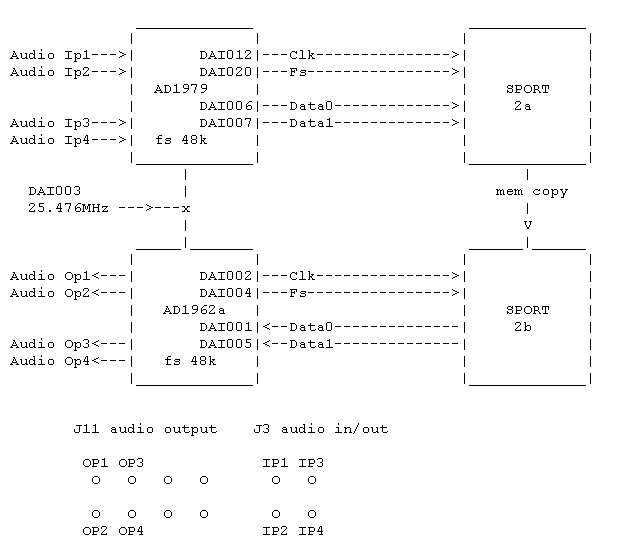 Audio Ip1--->| DAI012|---Clk--------------->|
Audio Ip2--->| DAI020|---Fs---------------->| SPORT
AD1979 2a
DAI006|---Data0------------->|
Audio Ip3--->| DAI007|---Data1------------->|
Audio Ip4--->| fs 48k
DAI003 mem copy
25.476MHz --->---x
V
Audio Op1<---| DAI002|---Clk--------------->|
Audio Op2<---| DAI004|---Fs---------------->|
AD1962a SPORT
DAI001|<--Data0--------------| 2b
Audio Op3<---| DAI005|<--Data1--------------|
Audio Op4<---| fs 48k
J11 audio output J3 audio in/out
OP1 OP3 IP1 IP3
o o o o o o
o o o o o o
OP2 OP4 IP2 IP4